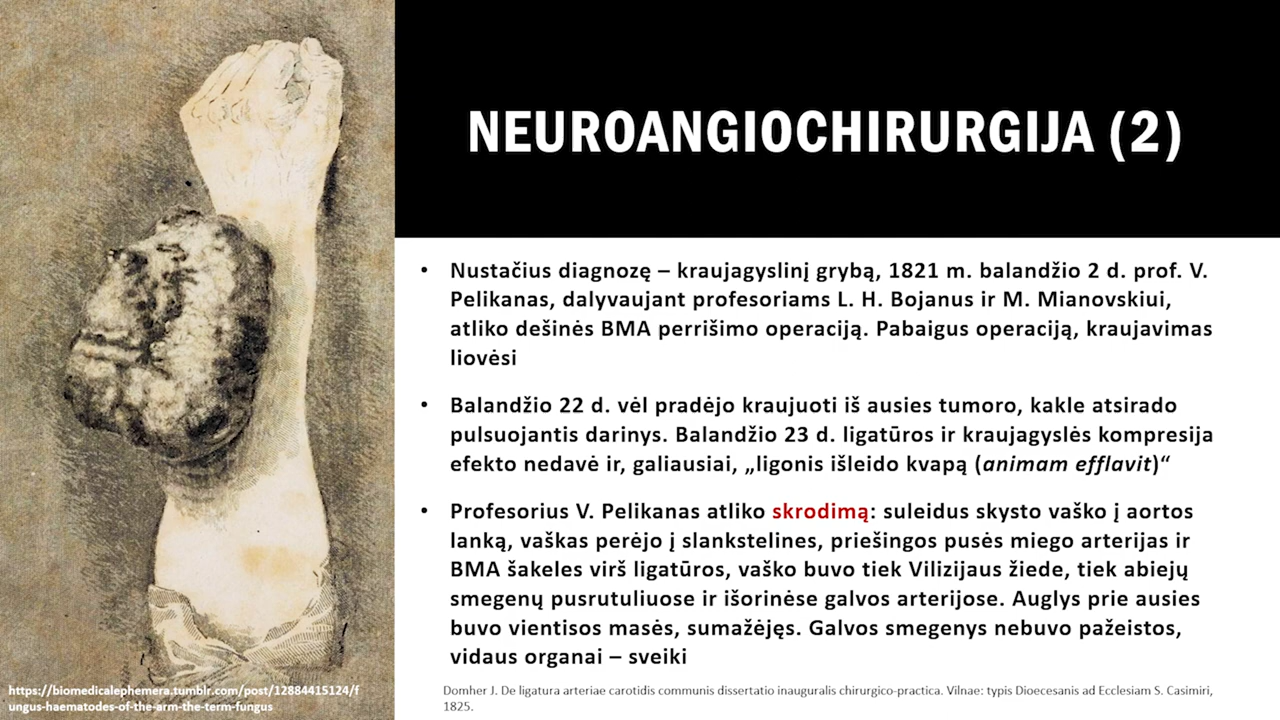 NEUROANGIOCHIRURGIJA (2)
• Nustačius diagnozę – kraujagyslinį grybą, 1821 m. balandžio 2 d. prof. V.
Pelikanas, dalyvaujant profesoriams L. H. Bojanus ir M. Mianovskiui,
atliko dešinės BMA perrišimo operaciją. Pabaigus operaciją, kraujavimas
liovėsi
• Balandžio 22 d. vėl pradėjo kraujuoti iš ausies tumoro, kakle atsirado
pulsuojantis darinys. Balandžio 23 d. ligatūros ir kraujagyslės kompresija
efekto nedavė ir, galiausiai, „ligonis išleido kvapą (animam efflavit)“
• Profesorius V. Pelikanas atliko skrodimą: suleidus skysto vaško į aortos
lanką, vaškas perėjo į slankstelines, priešingos pusės miego arterijas ir
BMA šakeles virš ligatūros, vaško buvo tiek Vilizijaus žiede, tiek abiejų
smegenų pusrutuliuose ir išorinėse galvos arterijose. Auglys prie ausies
buvo vientisos masės, sumažėjęs. Galvos smegenys nebuvo pažeistos,
vidaus organai – sveiki
https://biomedicalephemera.tumblr.com/post/12884415124/f
ungus-haematodes-of-the-arm-the-term-fungus
Domher J. De ligatura arteriae carotidis communis dissertatio inauguralis chirurgico-practica. Vilnae: typis Dioecesanis ad Ecclesiam S. Casimiri,
1825.